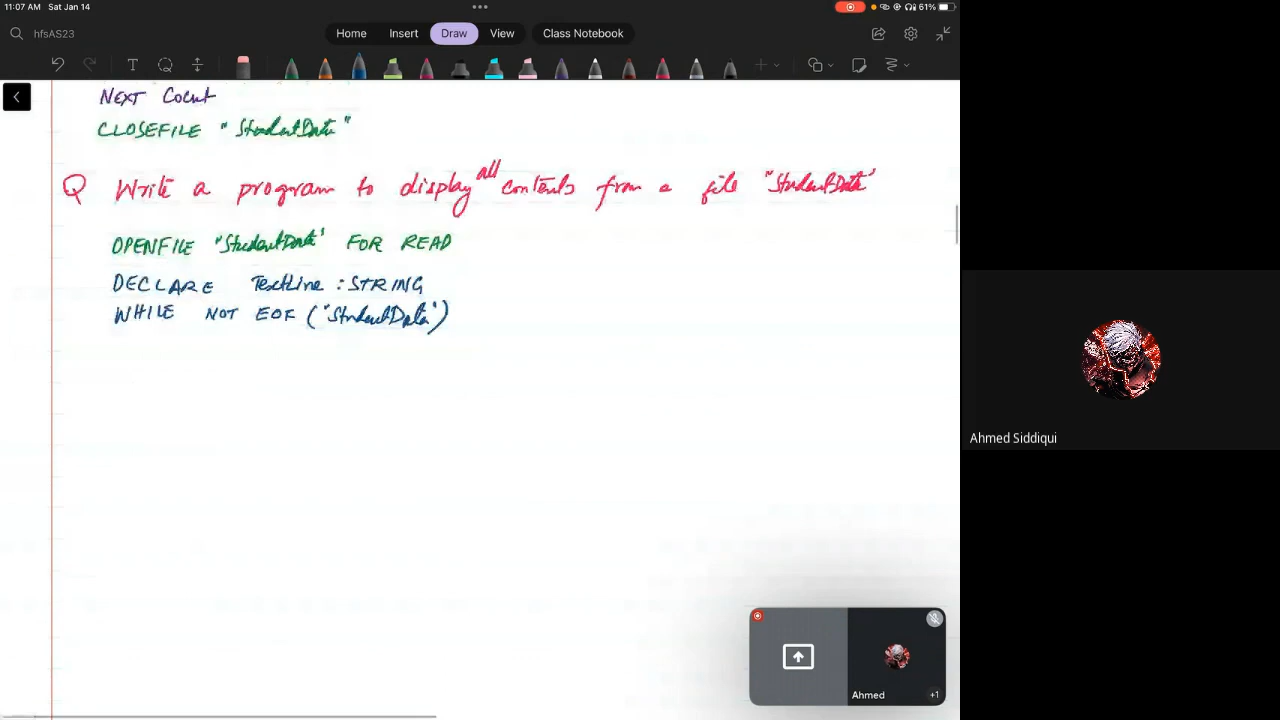 11:07 AM Sat Jan 14
61%
hfsAS23
Home Insert Draw View Class Notebook
NEXT Count
CLOSEFILE "StudentData"
Q Write a program to display all contents from a file "StudentData"
OPENFILE "StudentData" FOR READ
DECLARE TextLine : STRING
WHILE NOT EOF ("StudentData")
Ahmed Siddiqui
Ahmed +1